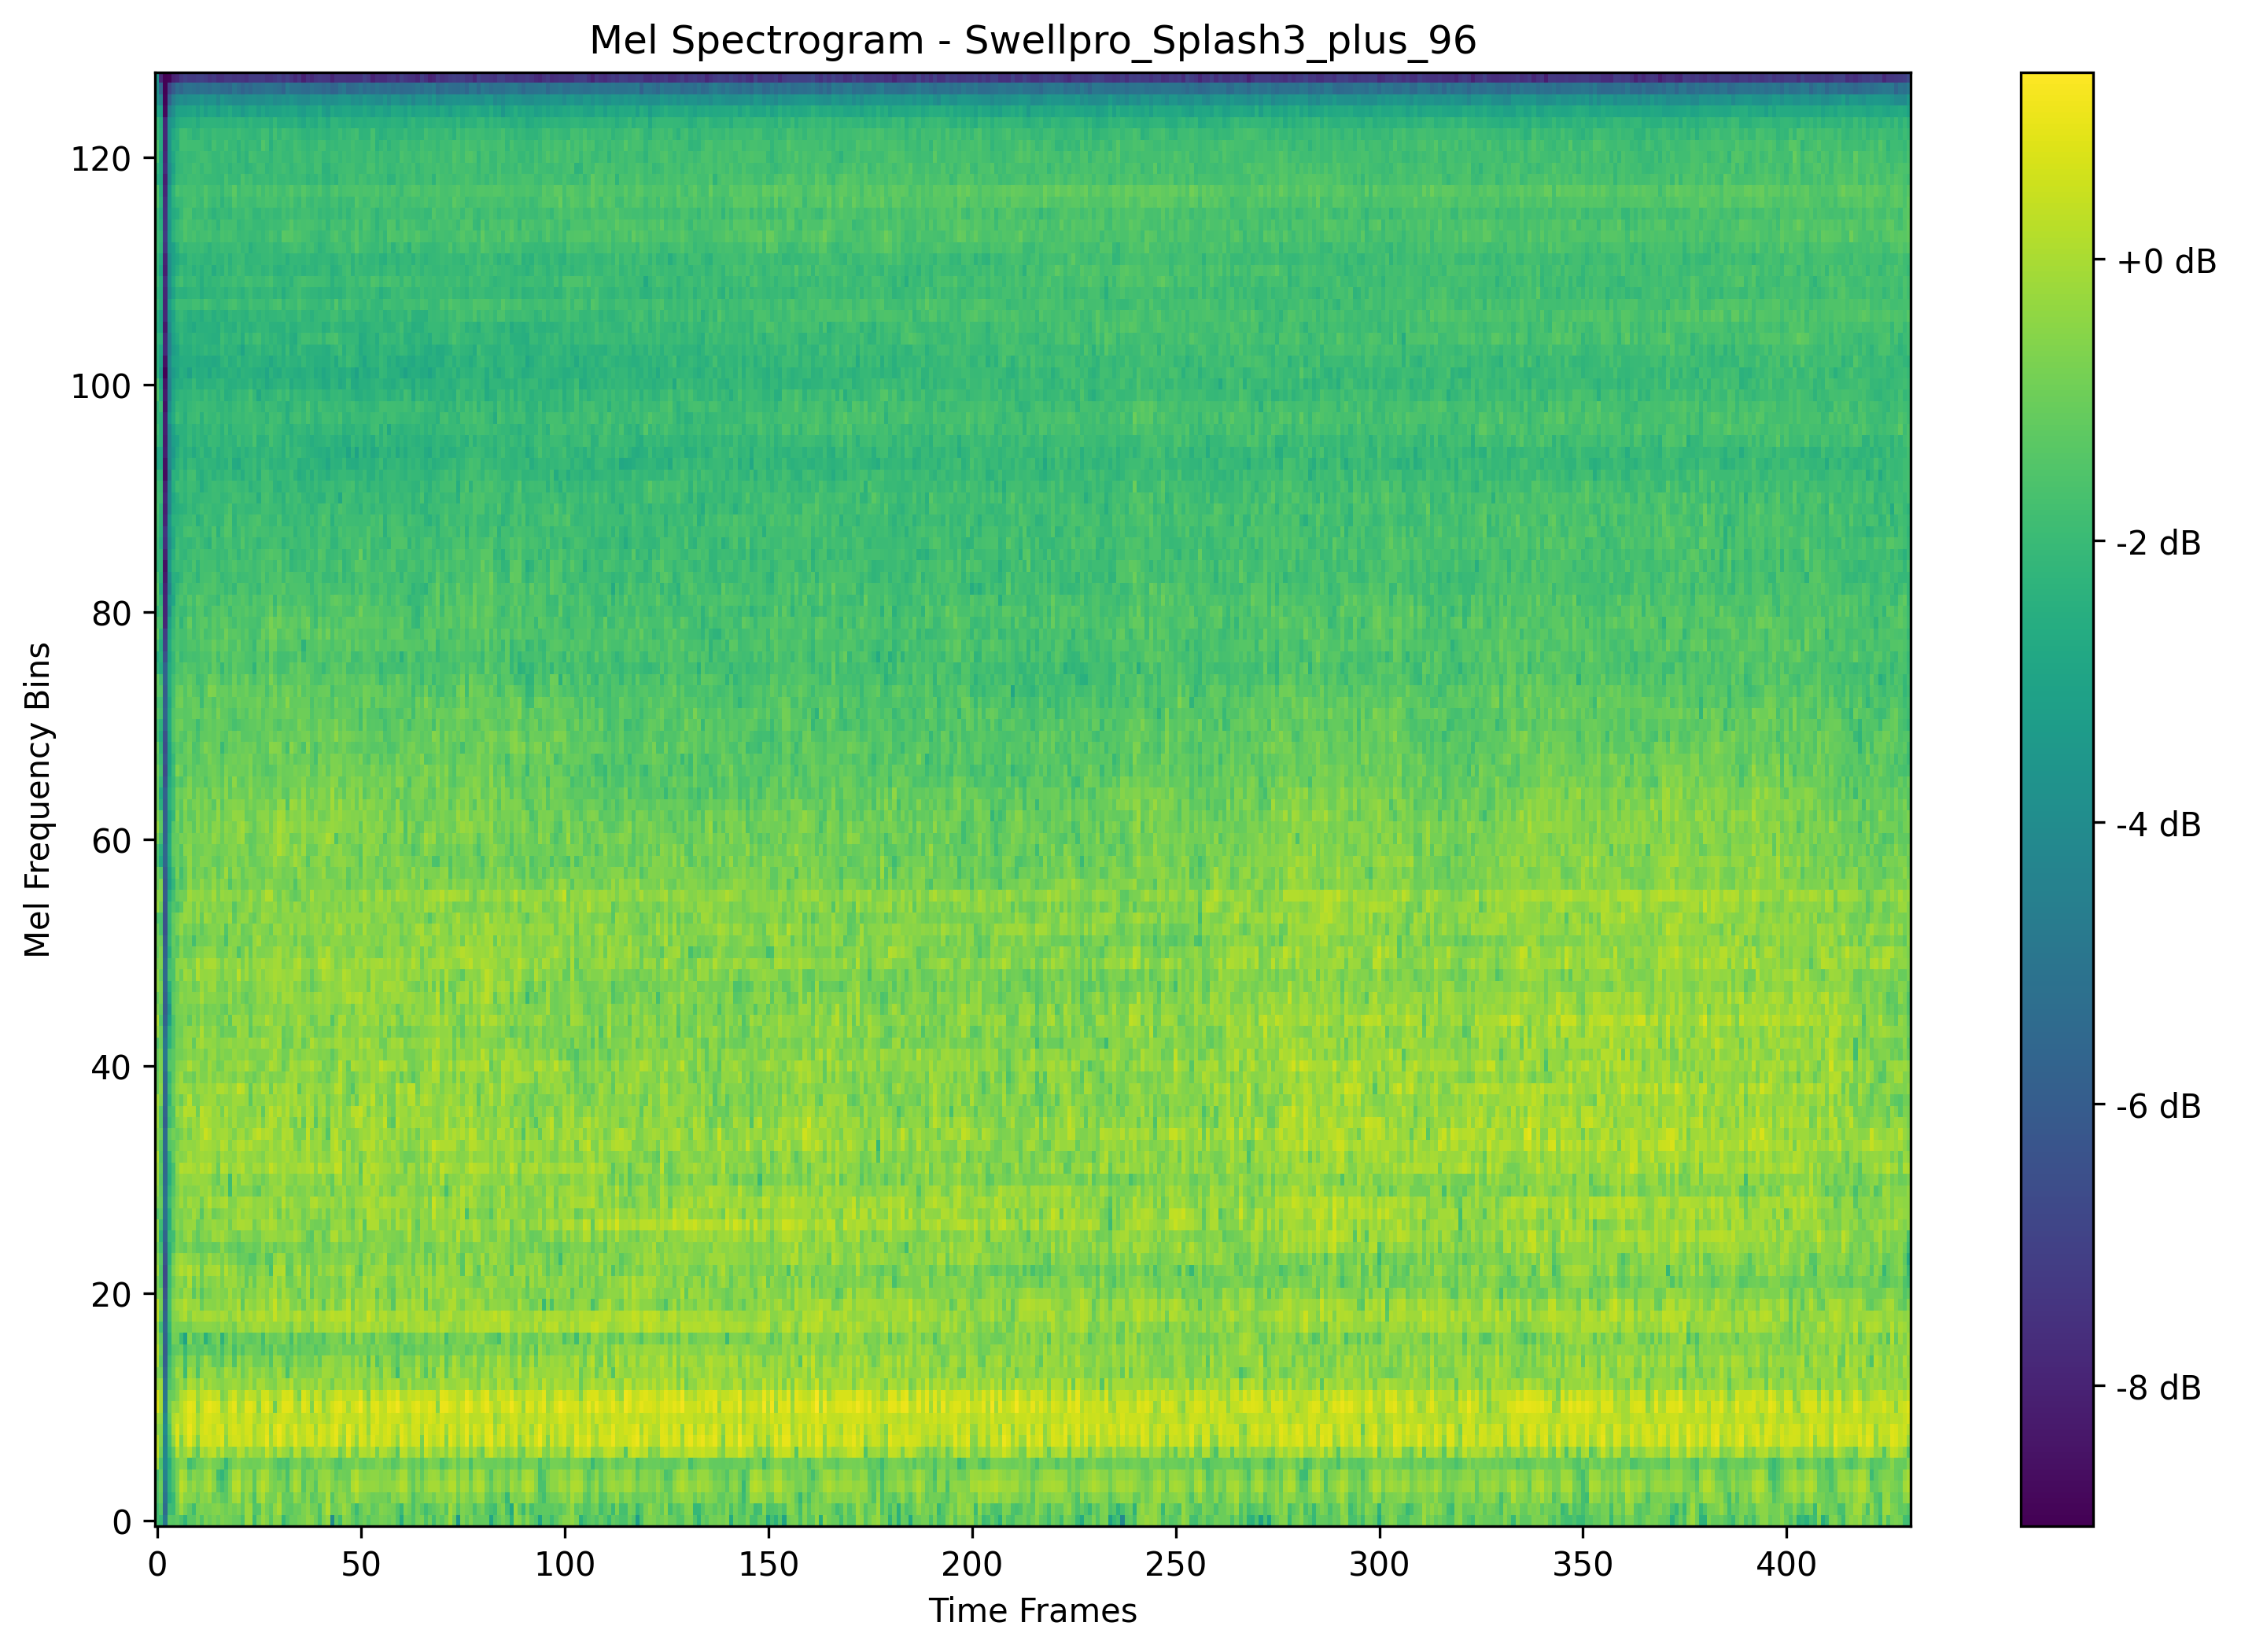 Mel Spectrogram - Swellpro_Splash3_plus_96
120
100
80
60
40
20
0
Mel Frequency Bins
0 50 100 150 200 250 300 350 400
Time Frames
+0 dB
-2 dB
-4 dB
-6 dB
-8 dB